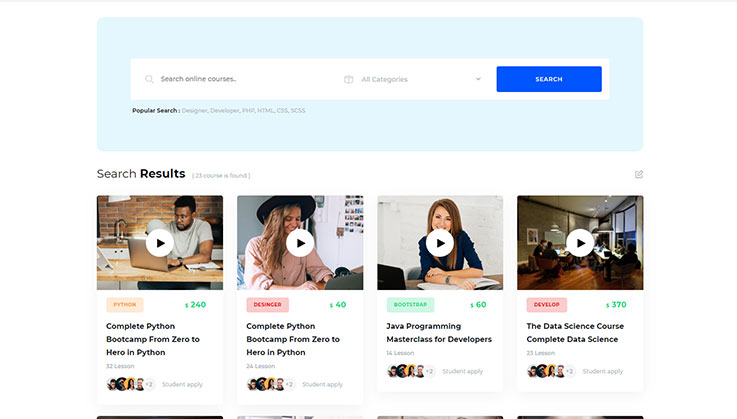 Search online courses..
All Categories
SEARCH
Popular Search : Designer, Developer, PHP, HTML, CSS, SCSS
Search Results [ 23 course is found ]
PYTHON
$ 240
Complete Python
Bootcamp From Zero to
Hero in Python
32 Lesson
+2 Student apply
DESINGER
$ 40
Complete Python
Bootcamp From Zero to
Hero in Python
24 Lesson
+2 Student apply
BOOTSTRAP
$ 60
Java Programming
Masterclass for Developers
14 Lesson
+2 Student apply
DEVELOP
$ 370
The Data Science Course
Complete Data Science
23 Lesson
+2 Student apply